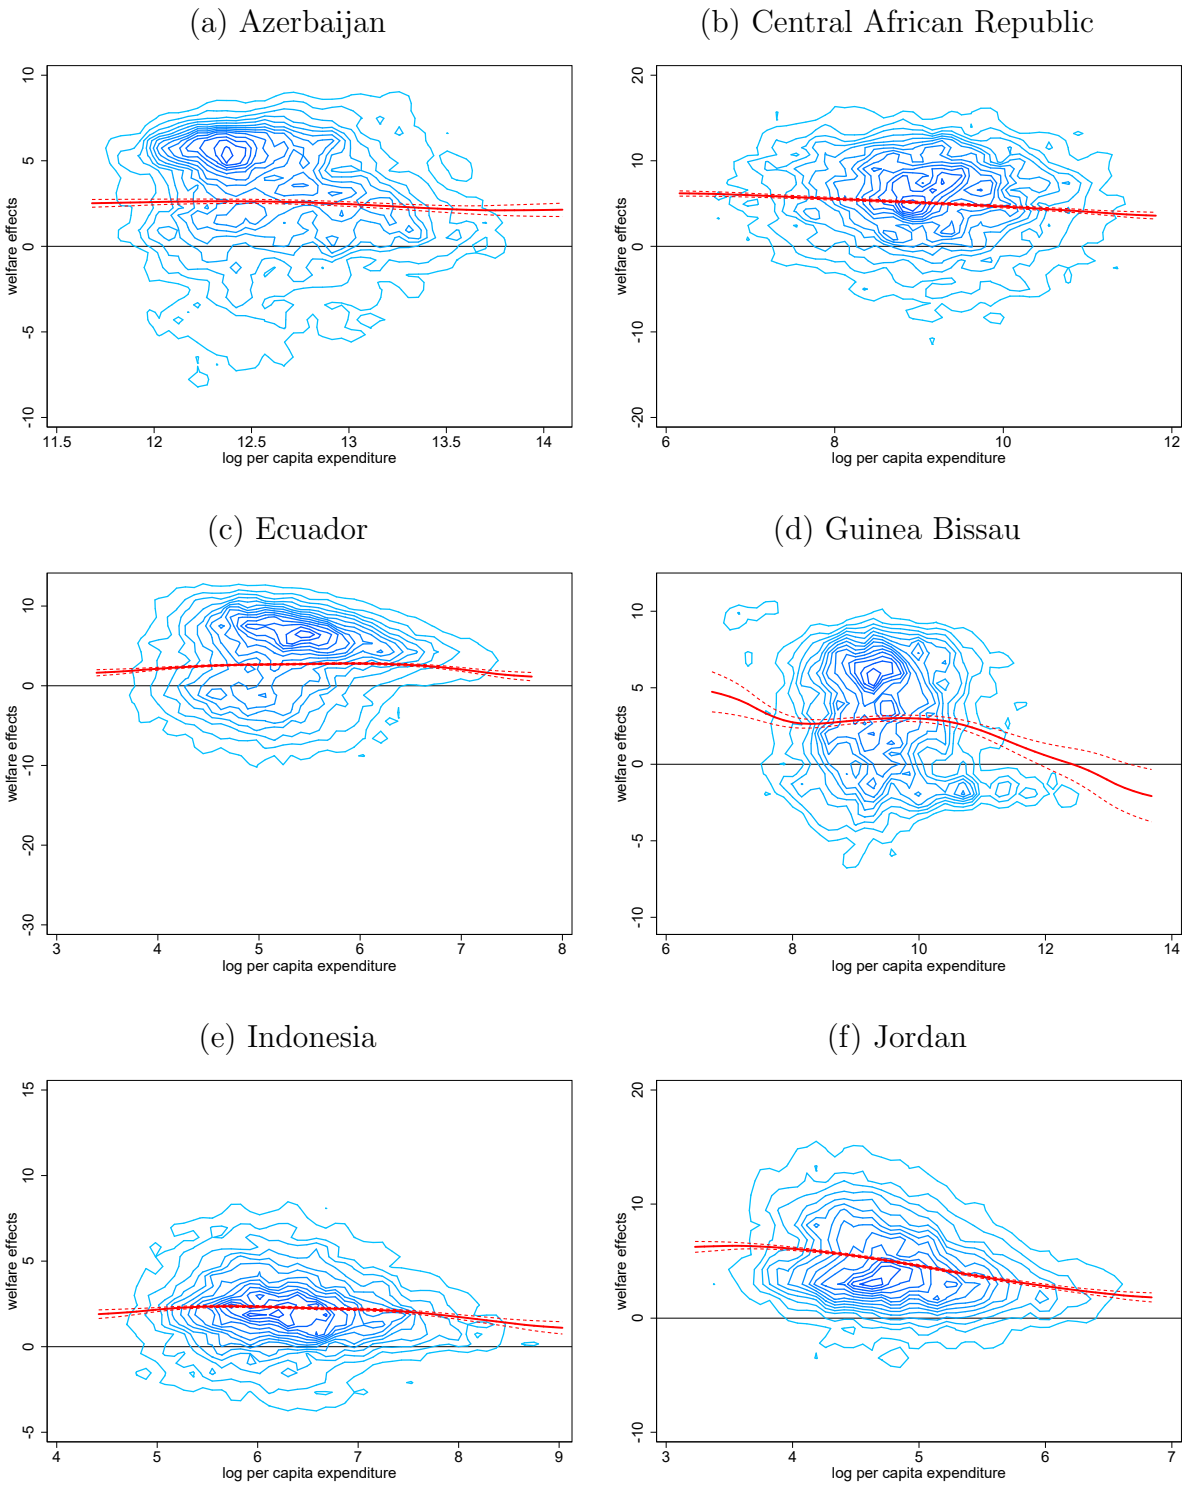 (a) Azerbaijan
10
5
0
-5
-10
welfare effects
11.5 12 12.5 13 13.5 14
log per capita expenditure
(b) Central African Republic
20
10
0
-10
-20
welfare effects
6 8 10 12
log per capita expenditure
(c) Ecuador
10
0
-10
-20
-30
welfare effects
3 4 5 6 7 8
log per capita expenditure
(d) Guinea Bissau
10
5
0
-5
-10
welfare effects
6 8 10 12 14
log per capita expenditure
(e) Indonesia
15
10
5
0
-5
welfare effects
4 5 6 7 8 9
log per capita expenditure
(f) Jordan
20
10
0
-10
welfare effects
3 4 5 6 7
log per capita expenditure